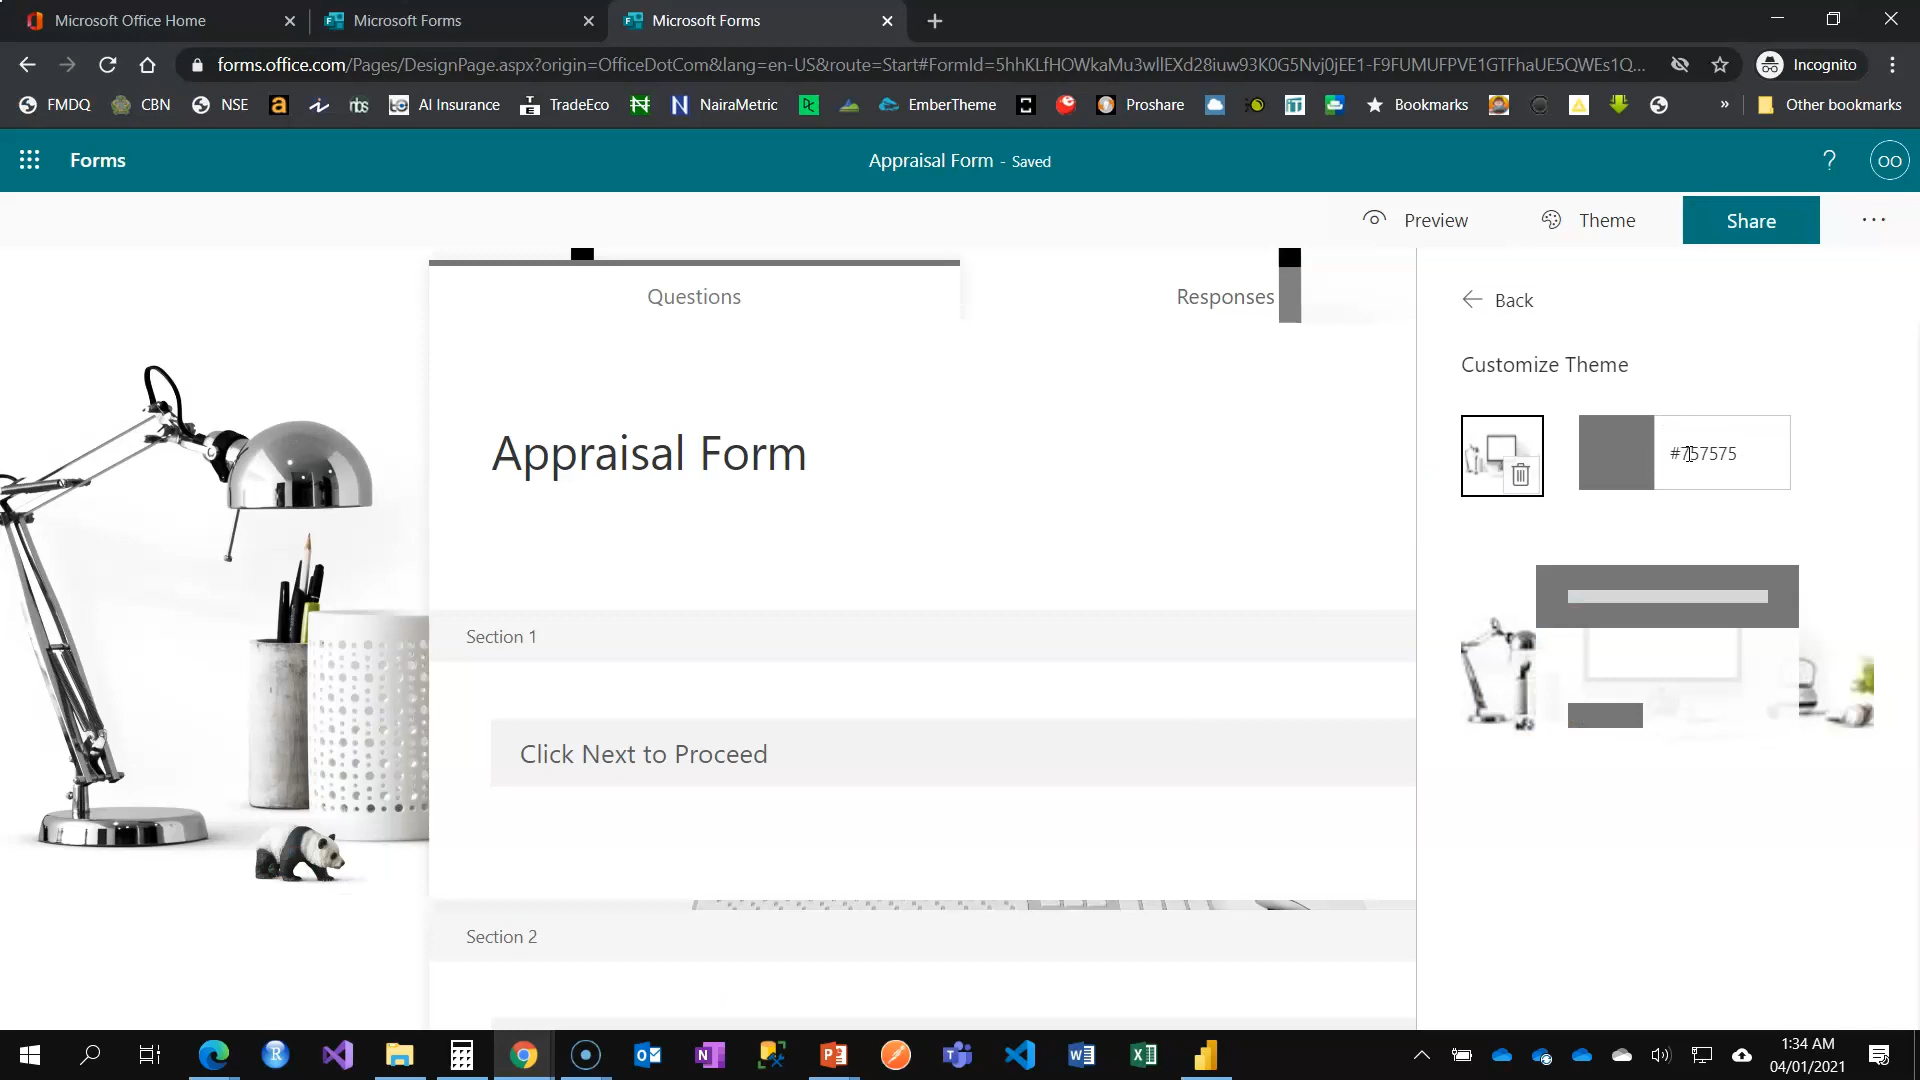 Microsoft Office Home
Microsoft Forms
Microsoft Forms
forms.office.com/Pages/DesignPage.aspx?origin=OfficeDotCom&lang=en-US&route=Start#FormId=5hhKLfHOWkaMu3wllEXd28iuw93K0G5Nvj0jEE1-F9FUMUFPVE1GTFhaUE5QWEs1Q...
Incognito
FMDQ
CBN
NSE
AI Insurance
TradeEco
NairaMetric
EmberTheme
Proshare
Bookmarks
»
Other bookmarks
Forms
Appraisal Form - Saved
?
OO
Preview
Theme
Share
...
Questions
Responses
Back
Customize Theme
#757575
Appraisal Form
Section 1
Click Next to Proceed
Section 2
1:34 AM
04/01/2021